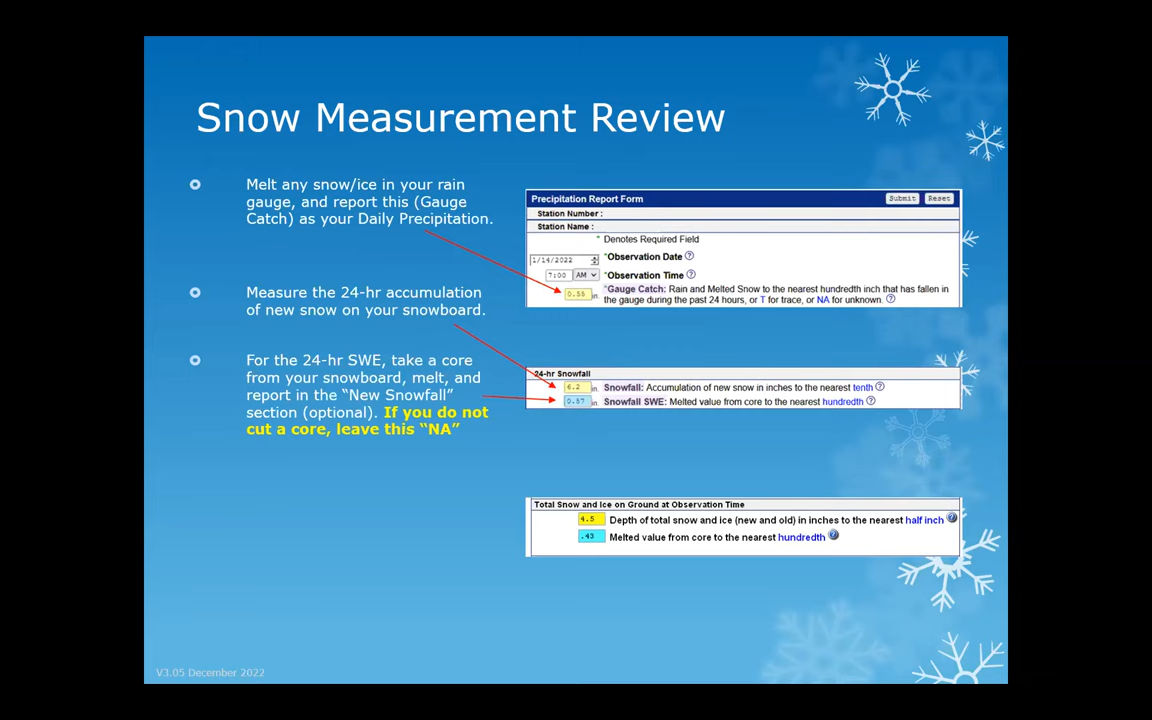 Snow Measurement Review
Melt any snow/ice in your rain
gauge, and report this (Gauge
Catch) as your Daily Precipitation.
Measure the 24-hr accumulation
of new snow on your snowboard.
For the 24-hr SWE, take a core
from your snowboard, melt, and
report in the “New Snowfall”
section (optional). If you do not
cut a core, leave this “NA”
Precipitation Report Form Submit Reset
Station Number :
Station Name :
* Denotes Required Field
1/14/2022 *Observation Date ?
7:00 AM *Observation Time ?
0.56 in. *Gauge Catch: Rain and Melted Snow to the nearest hundredth inch that has fallen in
the gauge during the past 24 hours, or T for trace, or NA for unknown. ?
24-hr Snowfall
6.2 in. Snowfall: Accumulation of new snow in inches to the nearest tenth ?
0.57 in. Snowfall SWE: Melted value from core to the nearest hundredth ?
Total Snow and Ice on Ground at Observation Time
4.5 Depth of total snow and ice (new and old) in inches to the nearest half inch ?
.43 Melted value from core to the nearest hundredth ?
V3.05 December 2022